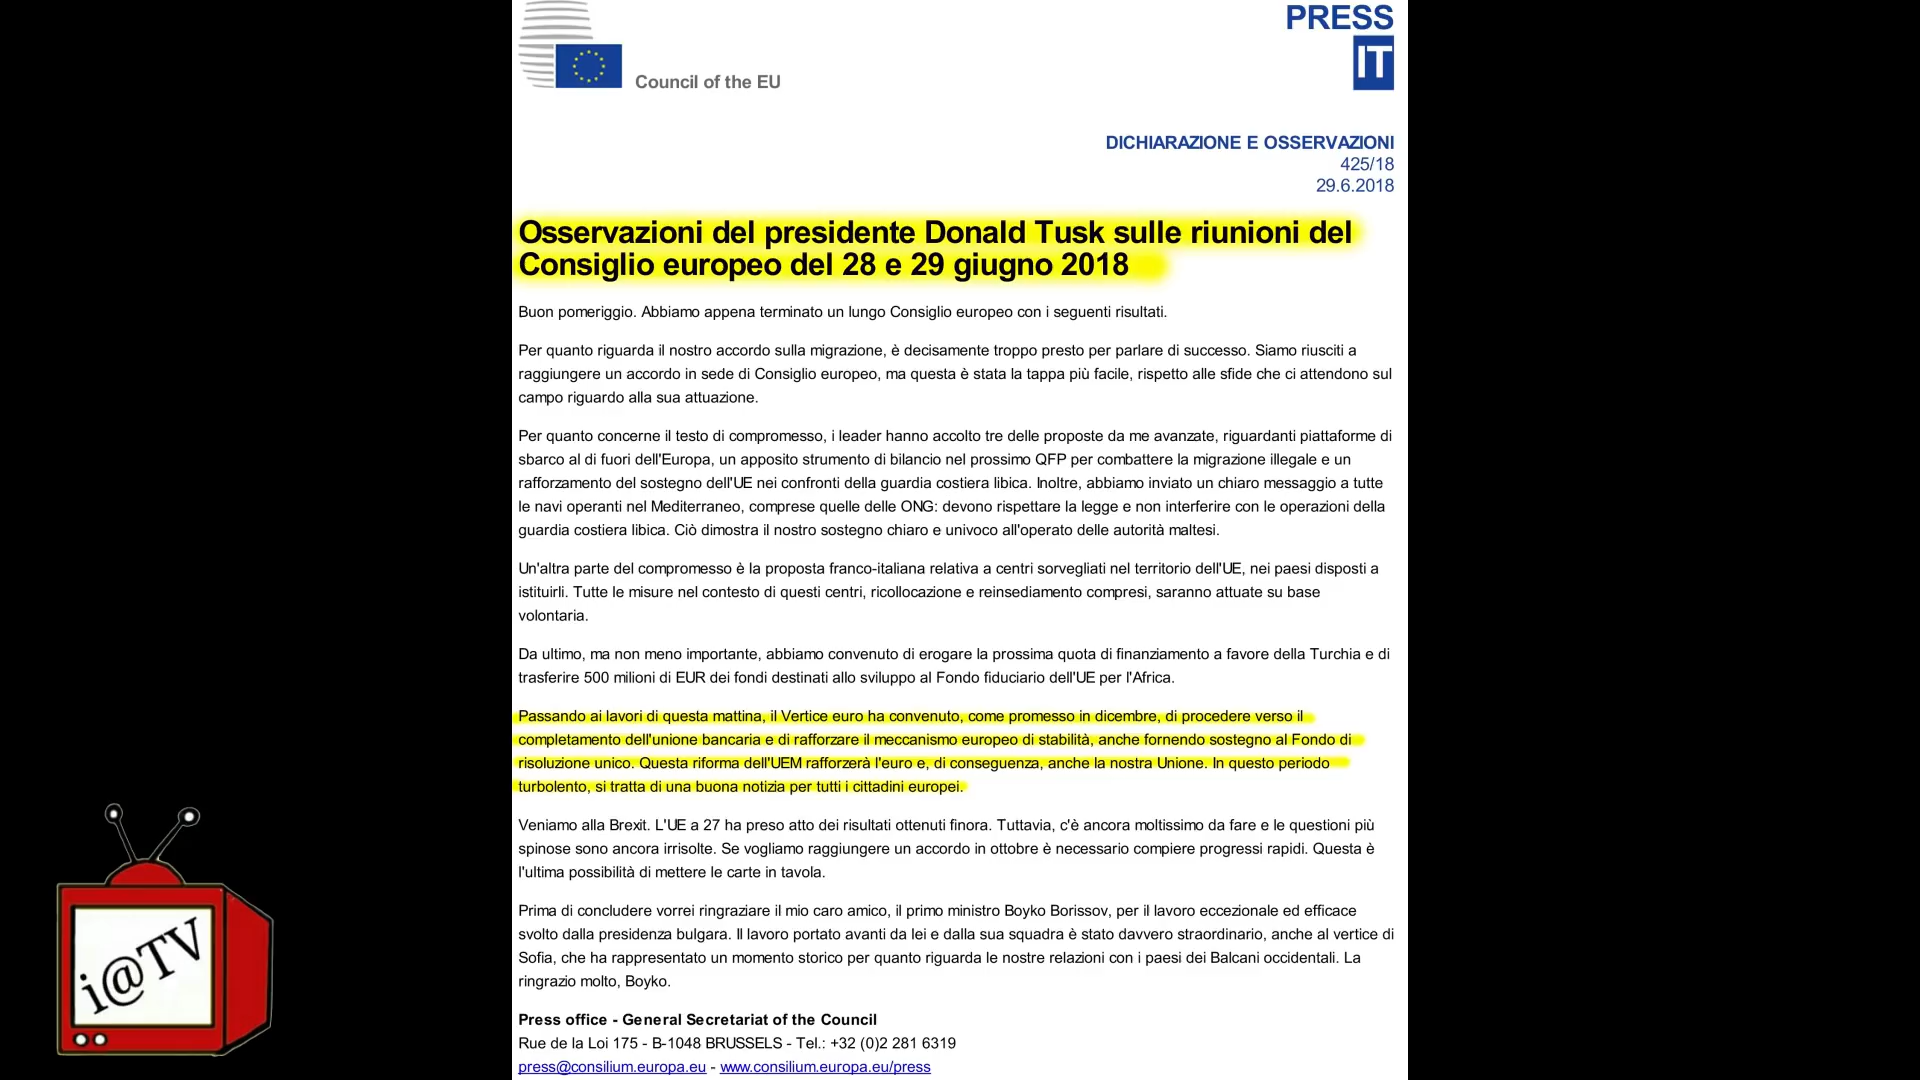 PRESS
IT
Council of the EU
DICHIARAZIONE E OSSERVAZIONI
425/18
29.6.2018
Osservazioni del presidente Donald Tusk sulle riunioni del
Consiglio europeo del 28 e 29 giugno 2018
Buon pomeriggio. Abbiamo appena terminato un lungo Consiglio europeo con i seguenti risultati.
Per quanto riguarda il nostro accordo sulla migrazione, è decisamente troppo presto per parlare di successo. Siamo riusciti a
raggiungere un accordo in sede di Consiglio europeo, ma questa è stata la tappa più facile, rispetto alle sfide che ci attendono sul
campo riguardo alla sua attuazione.
Per quanto concerne il testo di compromesso, i leader hanno accolto tre delle proposte da me avanzate, riguardanti piattaforme di
sbarco al di fuori dell'Europa, un apposito strumento di bilancio nel prossimo QFP per combattere la migrazione illegale e un
rafforzamento del sostegno dell'UE nei confronti della guardia costiera libica. Inoltre, abbiamo inviato un chiaro messaggio a tutte
le navi operanti nel Mediterraneo, comprese quelle delle ONG: devono rispettare la legge e non interferire con le operazioni della
guardia costiera libica. Ciò dimostra il nostro sostegno chiaro e univoco all'operato delle autorità maltesi.
Un'altra parte del compromesso è la proposta franco-italiana relativa a centri sorvegliati nel territorio dell'UE, nei paesi disposti a
istituirli. Tutte le misure nel contesto di questi centri, ricollocazione e reinsediamento compresi, saranno attuate su base
volontaria.
Da ultimo, ma non meno importante, abbiamo convenuto di erogare la prossima quota di finanziamento a favore della Turchia e di
trasferire 500 milioni di EUR dei fondi destinati allo sviluppo al Fondo fiduciario dell'UE per l'Africa.
Passando ai lavori di questa mattina, il Vertice euro ha convenuto, come promesso in dicembre, di procedere verso il
completamento dell'unione bancaria e di rafforzare il meccanismo europeo di stabilità, anche fornendo sostegno al Fondo di
risoluzione unico. Questa riforma dell'UEM rafforzerà l'euro e, di conseguenza, anche la nostra Unione. In questo periodo
turbolento, si tratta di una buona notizia per tutti i cittadini europei.
Veniamo alla Brexit. L'UE a 27 ha preso atto dei risultati ottenuti finora. Tuttavia, c'è ancora moltissimo da fare e le questioni più
spinose sono ancora irrisolte. Se vogliamo raggiungere un accordo in ottobre è necessario compiere progressi rapidi. Questa è
l'ultima possibilità di mettere le carte in tavola.
Prima di concludere vorrei ringraziare il mio caro amico, il primo ministro Boyko Borissov, per il lavoro eccezionale ed efficace
svolto dalla presidenza bulgara. Il lavoro portato avanti da lei e dalla sua squadra è stato davvero straordinario, anche al vertice di
Sofia, che ha rappresentato un momento storico per quanto riguarda le nostre relazioni con i paesi dei Balcani occidentali. La
ringrazio molto, Boyko.
Press office - General Secretariat of the Council
Rue de la Loi 175 - B-1048 BRUSSELS - Tel.: +32 (0)2 281 6319
press@consilium.europa.eu - www.consilium.europa.eu/press
i@TV